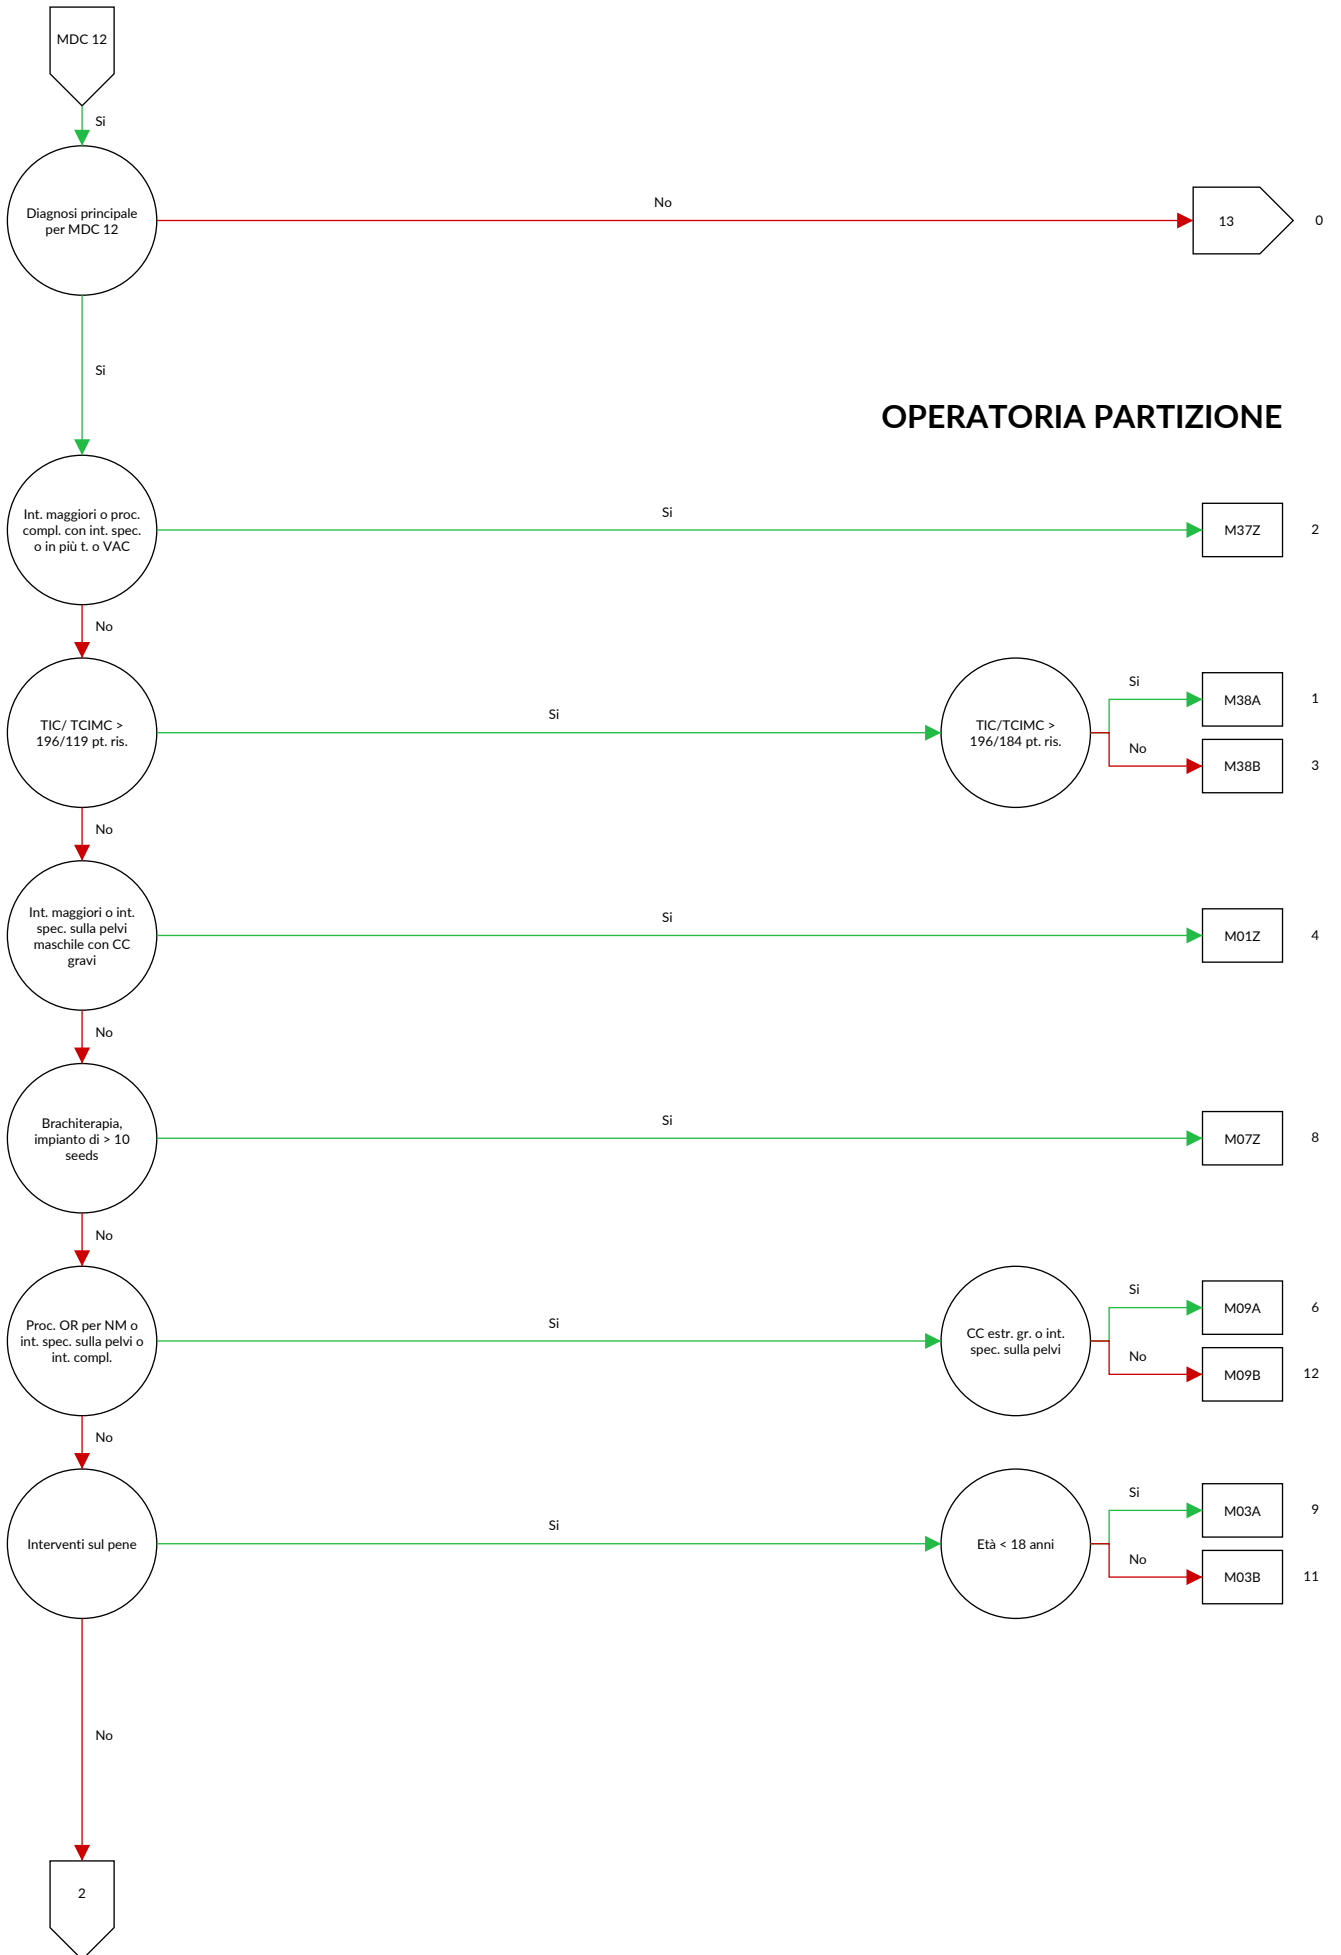 MDC 12
Si
Diagnosi principale
per MDC 12
No
13
0
Si
OPERATORIA PARTIZIONE
Int. maggiori o proc.
compl. con int. spec.
o in più t. o VAC
Si
M37Z
2
No
TIC/ TCIMC >
196/119 pt. ris.
Si
TIC/TCIMC >
196/184 pt. ris.
Si
M38A
1
No
M38B
3
No
Int. maggiori o int.
spec. sulla pelvi
maschile con CC
gravi
Si
M01Z
4
No
Brachiterapia,
impianto di > 10
seeds
Si
M07Z
8
No
Proc. OR per NM o
int. spec. sulla pelvi o
int. compl.
Si
CC estr. gr. o int.
spec. sulla pelvi
Si
M09A
6
No
M09B
12
No
Interventi sul pene
Si
Età < 18 anni
Si
M03A
9
No
M03B
11
No
2